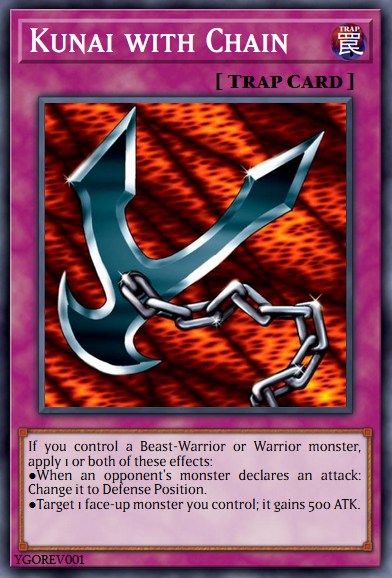 Kunai with Chain
TRAP
罠
[ Trap Card ]
If you control a Beast-Warrior or Warrior monster,
apply 1 or both of these effects:
●When an opponent's monster declares an attack:
Change it to Defense Position.
●Target 1 face-up monster you control; it gains 500 ATK.
YGOREV001